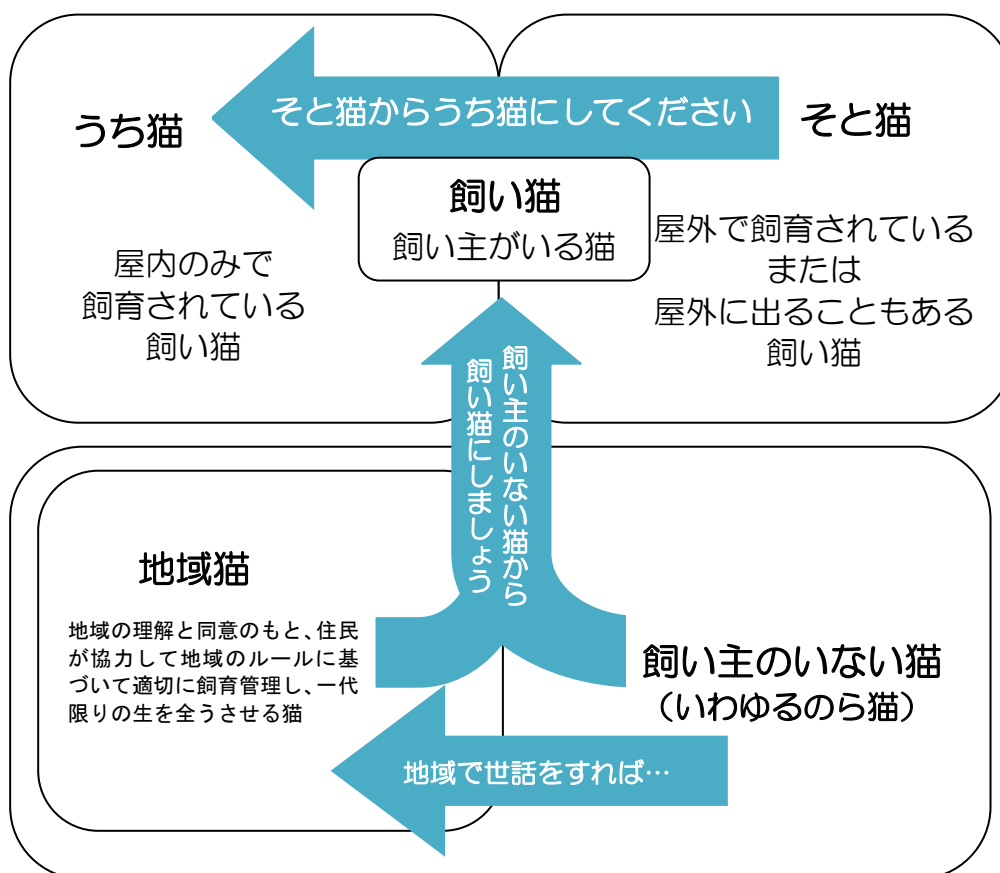 うち猫
そと猫からうち猫にしてください
そと猫
飼い猫
飼い主がいる猫
屋内のみで
飼育されている
飼い猫
屋外で飼育されている
または
屋外に出ることもある
飼い猫
飼い主のいない猫から
飼い猫にしましょう
地域猫
地域の理解と同意のもと、住民
が協力して地域のルールに基
づいて適切に飼育管理し、一代
限りの生を全うさせる猫
飼い主のいない猫
（いわゆるのら猫）
地域で世話をすれば…